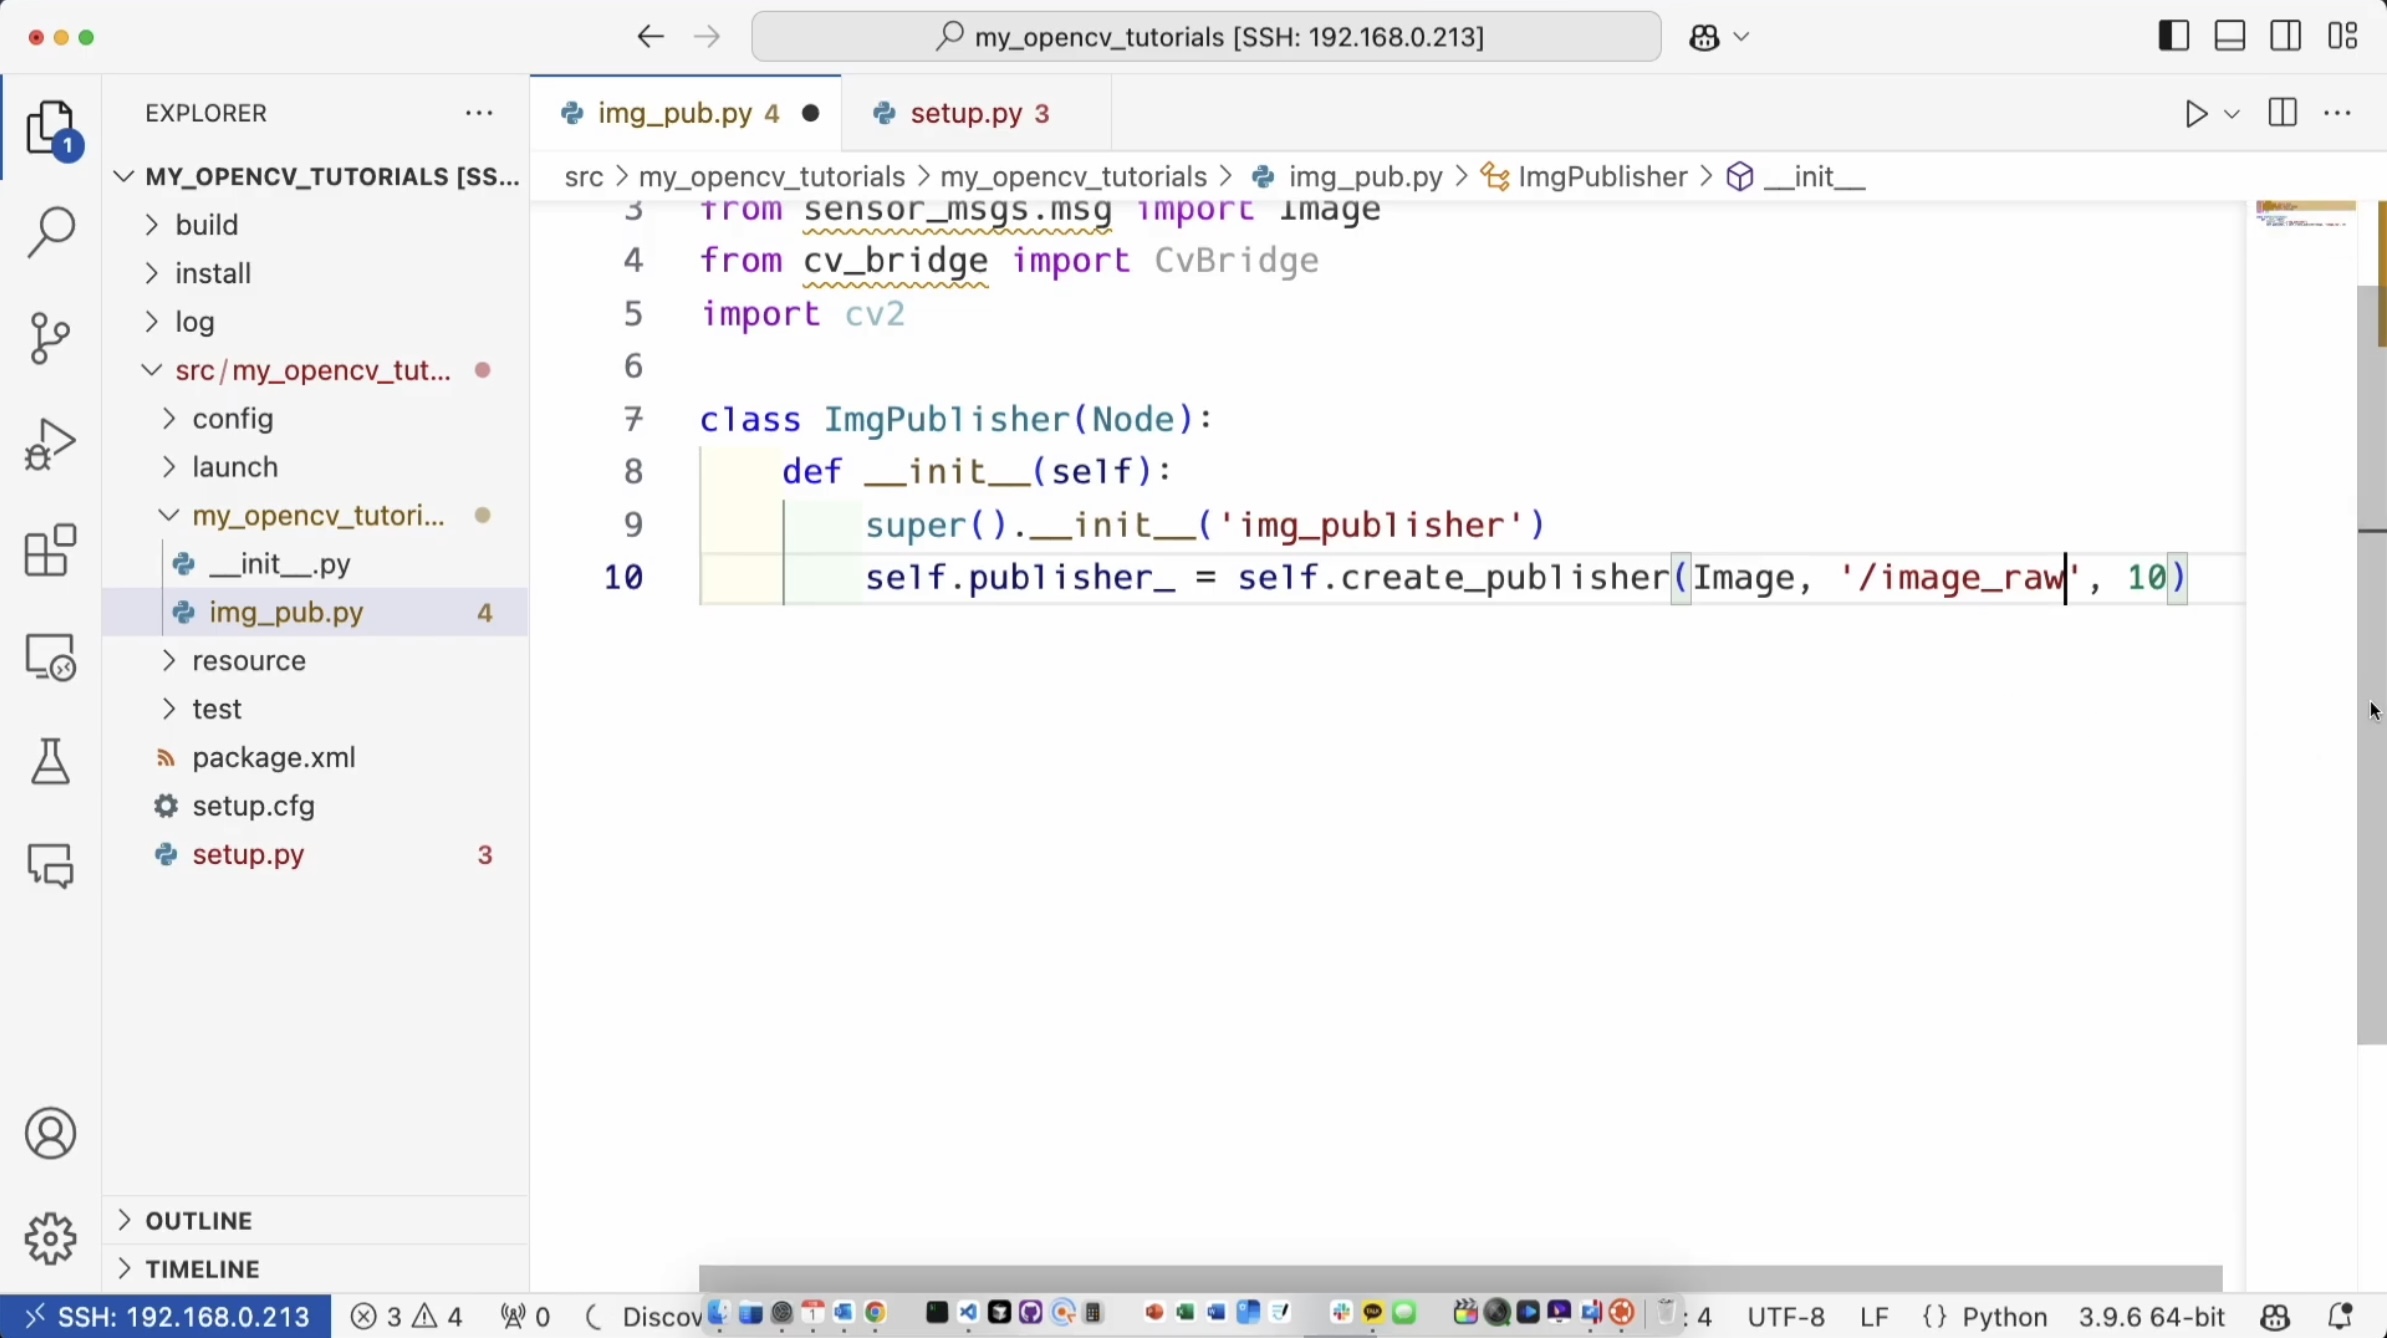 my_opencv_tutorials [SSH: 192.168.0.213]
EXPLORER
1
MY_OPENCV_TUTORIALS [SS...
build
install
log
src/my_opencv_tut...
config
launch
my_opencv_tutori...
__init__.py
img_pub.py 4
resource
test
package.xml
setup.cfg
setup.py 3
OUTLINE
TIMELINE
img_pub.py 4
setup.py 3
src > my_opencv_tutorials > my_opencv_tutorials > img_pub.py > ImgPublisher > __init__
3 from sensor_msgs.msg import Image
4 from cv_bridge import CvBridge
5 import cv2
6
7 class ImgPublisher(Node):
8 def __init__(self):
9 super().__init__('img_publisher')
10 self.publisher_ = self.create_publisher(Image, '/image_raw', 10)
SSH: 192.168.0.213 3 4 0 Discov : 4 UTF-8 LF {} Python 3.9.6 64-bit